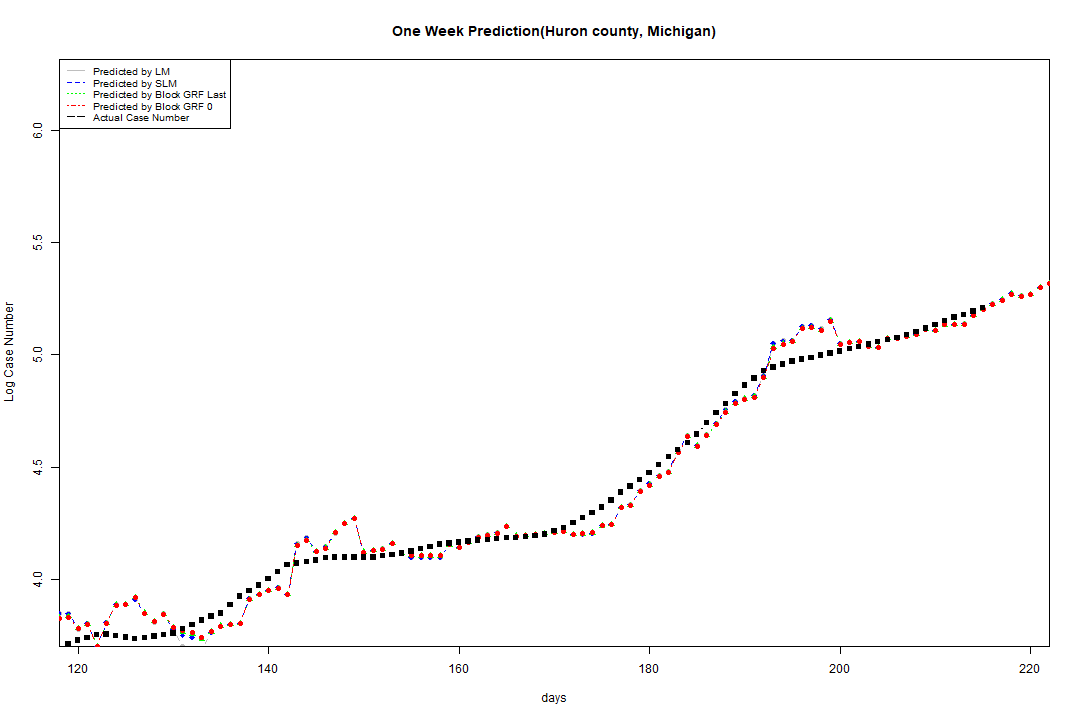 One Week Prediction(Huron county, Michigan)
Predicted by LM
Predicted by SLM
Predicted by Block GRF Last
Predicted by Block GRF 0
Actual Case Number
6.0
5.5
5.0
4.5
4.0
Log Case Number
120 140 160 180 200 220
days